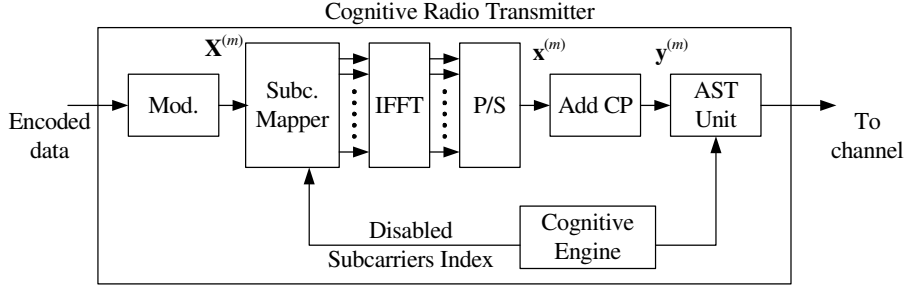 Cognitive Radio Transmitter
X^(m)
x^(m)
y^(m)
Encoded
data
Mod.
Subc.
Mapper
IFFT
P/S
Add CP
AST
Unit
To
channel
Disabled
Subcarriers Index
Cognitive
Engine